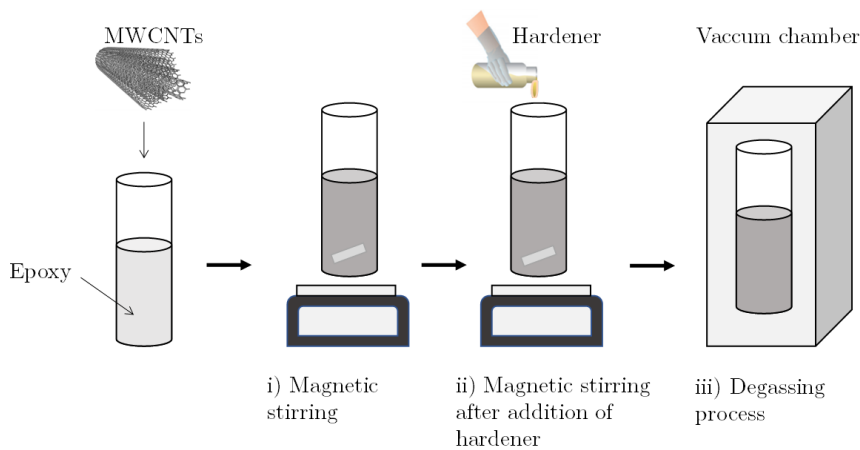 MWCNTs
Hardener
Vaccum chamber
Epoxy
i) Magnetic
stirring
ii) Magnetic stirring
after addition of
hardener
iii) Degassing
process